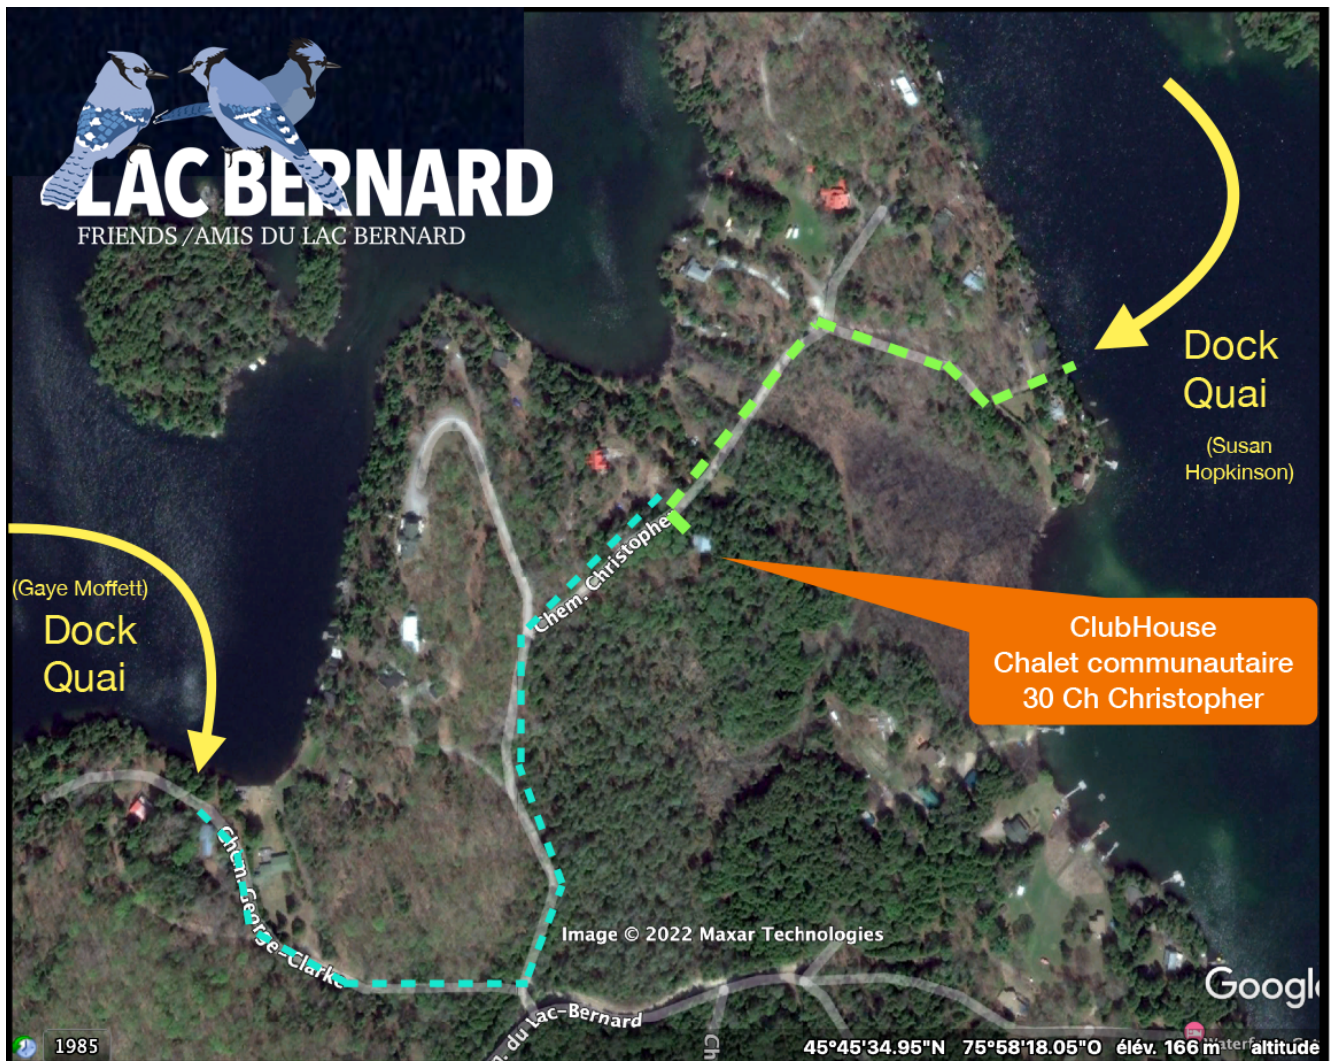 LAC BERNARD
FRIENDS / AMIS DU LAC BERNARD
Dock
Quai
(Susan
Hopkinson)
(Gaye Moffett)
Dock
Quai
Chem. Christopher
ClubHouse
Chalet communautaire
30 Ch Christopher
Chem. George-Clarke
Image © 2022 Maxar Technologies
du Lac-Bernard
Ch
Google
1985
45°45'34.95"N 75°58'18.05"O élév. 166 m altitude